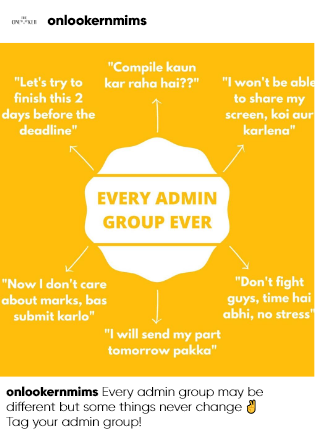 onlookernmims
"Compile kaun
kar raha hai??"
"Let's try to
finish this 2
days before the
deadline"
"I won't be able
to share my
screen, koi aur
karlena"
EVERY ADMIN
GROUP EVER
"Now I don't care
about marks, bas
submit karlo"
"Don't fight
guys, time hai
abhi, no stress"
"I will send my part
tomorrow pakka"
onlookernmims Every admin group may be
different but some things never change ✌
Tag your admin group!